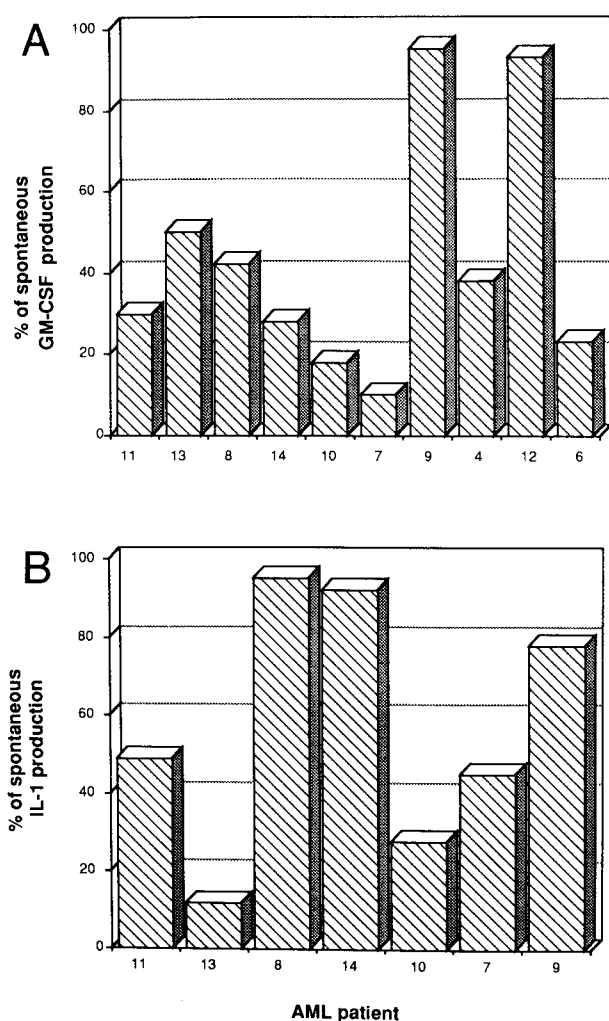 A
% of spontaneous
GM-CSF production
100
80
60
40
20
0
11 13 8 14 10 7 9 4 12 6
B
% of spontaneous
IL-1 production
100
80
60
40
20
0
11 13 8 14 10 7 9
AML patient